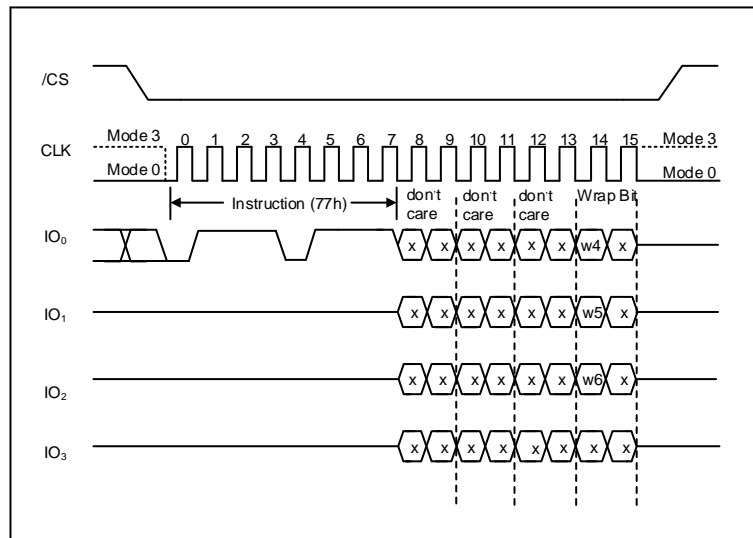 /CS
Mode 3 0 1 2 3 4 5 6 7 8 9 10 11 12 13 14 15 Mode 3
CLK
Mode 0 Mode 0
Instruction (77h) don't care don't care don't care Wrap Bit
IO0 x x x x x x w4 x
IO1 x x x x x x w5 x
IO2 x x x x x x w6 x
IO3 x x x x x x x x